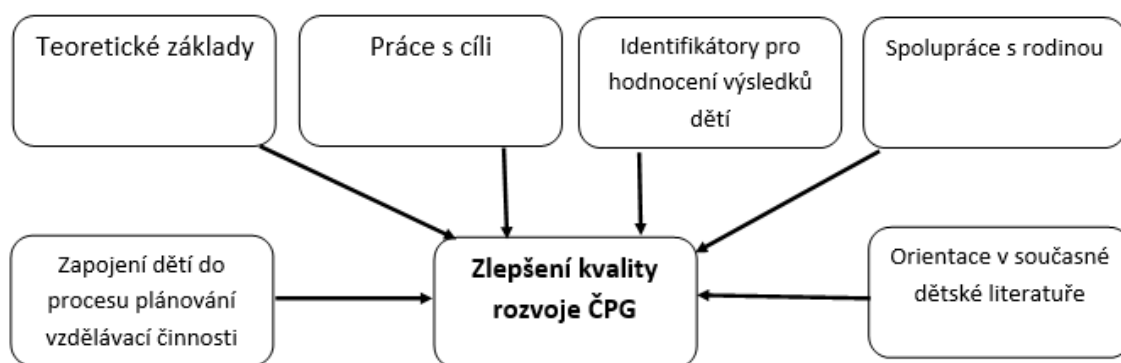 Teoretické základy
Práce s cíli
Identifikátory pro
hodnocení výsledků
dětí
Spolupráce s rodinou
Zapojení dětí do
procesu plánování
vzdělávací činnosti
Zlepšení kvality
rozvoje ČPG
Orientace v současné
dětské literatuře